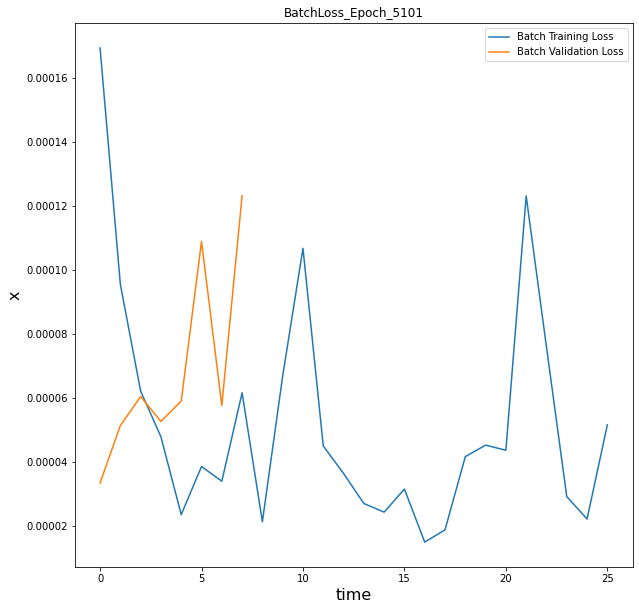 BatchLoss_Epoch_5101
Batch Training Loss
Batch Validation Loss
0.00016
0.00014
0.00012
0.00010
0.00008
0.00006
0.00004
0.00002
x
0 5 10 15 20 25
time